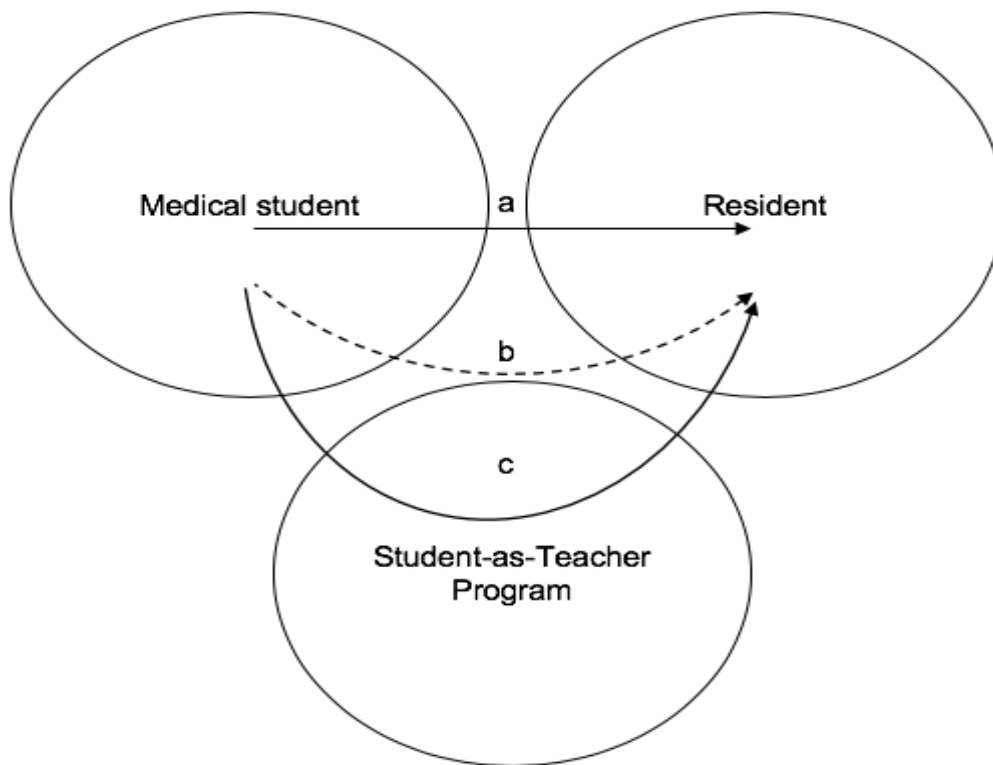 a
Medical student
Resident
b
c
Student-as-Teacher
Program